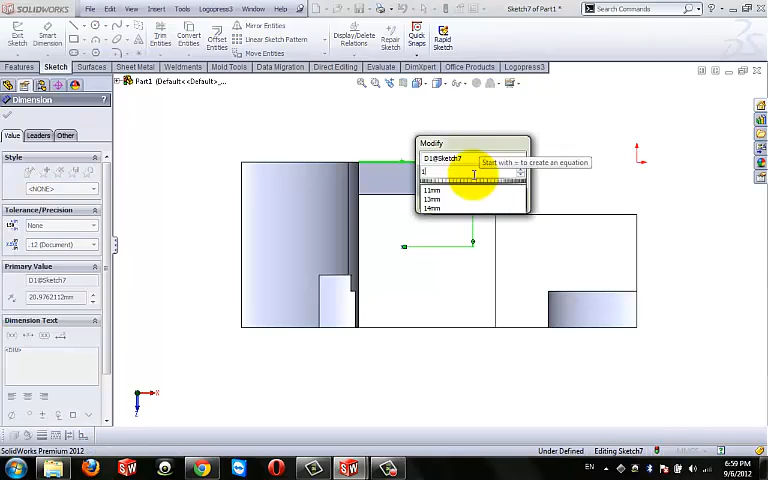 SOLIDWORKS File Edit View Insert Tools Logopress3 Window Help Sketch7 of Part1 * Search SolidWorks Help
Exit Sketch Smart Dimension Trim Entities Convert Entities Offset Entities Mirror Entities Linear Sketch Pattern Move Entities Display/Delete Relations Repair Sketch Quick Snaps Rapid Sketch
Features Sketch Surfaces Sheet Metal Weldments Mold Tools Data Migration Direct Editing Evaluate DimXpert Office Products Logopress3
Part1 (Default<<Default>_...
Dimension ?
Value Leaders Other
Style
<NONE>
Tolerance/Precision
None
.12 (Document)
Primary Value
D1@Sketch7
20.9762112mm
Dimension Text
<DIM>
Modify
D1@Sketch7
Start with = to create an equation
1
11mm
13mm
14mm
X
Z
SolidWorks Premium 2012 Under Defined Editing Sketch7 MMGS
EN 6:59 PM
9/6/2012